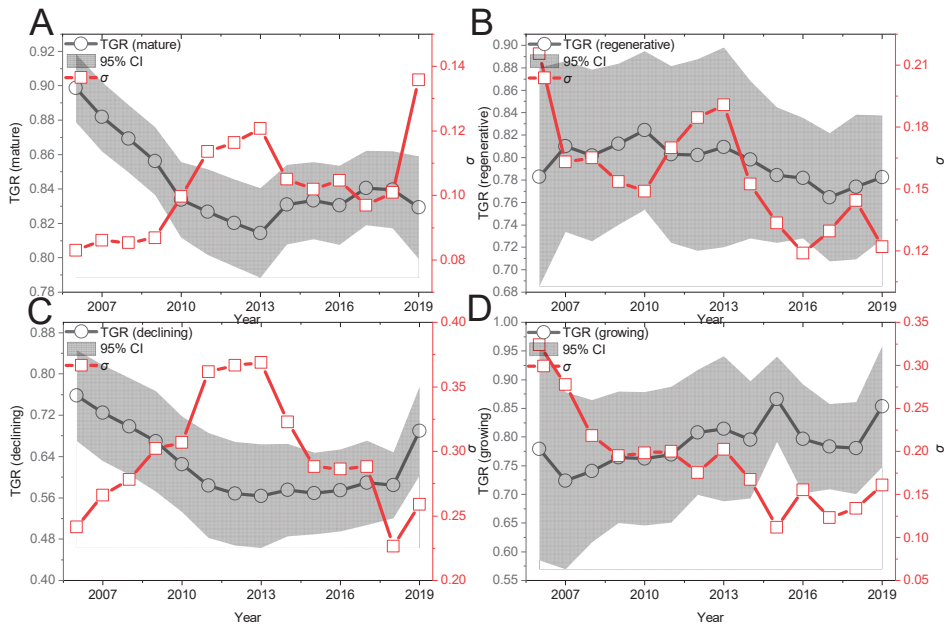 A
TGR (mature)
95% CI
σ
0.92
0.90
0.88
0.86
0.84
0.82
0.80
0.78
TGR (mature)
0.14
0.12
0.10
0.08
σ
2007 2010 2013 2016 2019
Year
B
TGR (regenerative)
95% CI
σ
0.90
0.88
0.86
0.84
0.82
0.80
0.78
0.76
0.74
0.72
0.70
0.68
TGR (regenerative)
0.21
0.18
0.15
0.12
σ
2007 2010 2013 2016 2019
Year
C
TGR (declining)
95% CI
σ
0.88
0.80
0.72
0.64
0.56
0.48
0.40
TGR (declining)
0.40
0.35
0.30
0.25
0.20
σ
2007 2010 2013 2016 2019
Year
D
TGR (growing)
95% CI
σ
1.00
0.95
0.90
0.85
0.80
0.75
0.70
0.65
0.60
0.55
TGR (growing)
0.35
0.30
0.25
0.20
0.15
0.10
0.05
σ
2007 2010 2013 2016 2019
Year